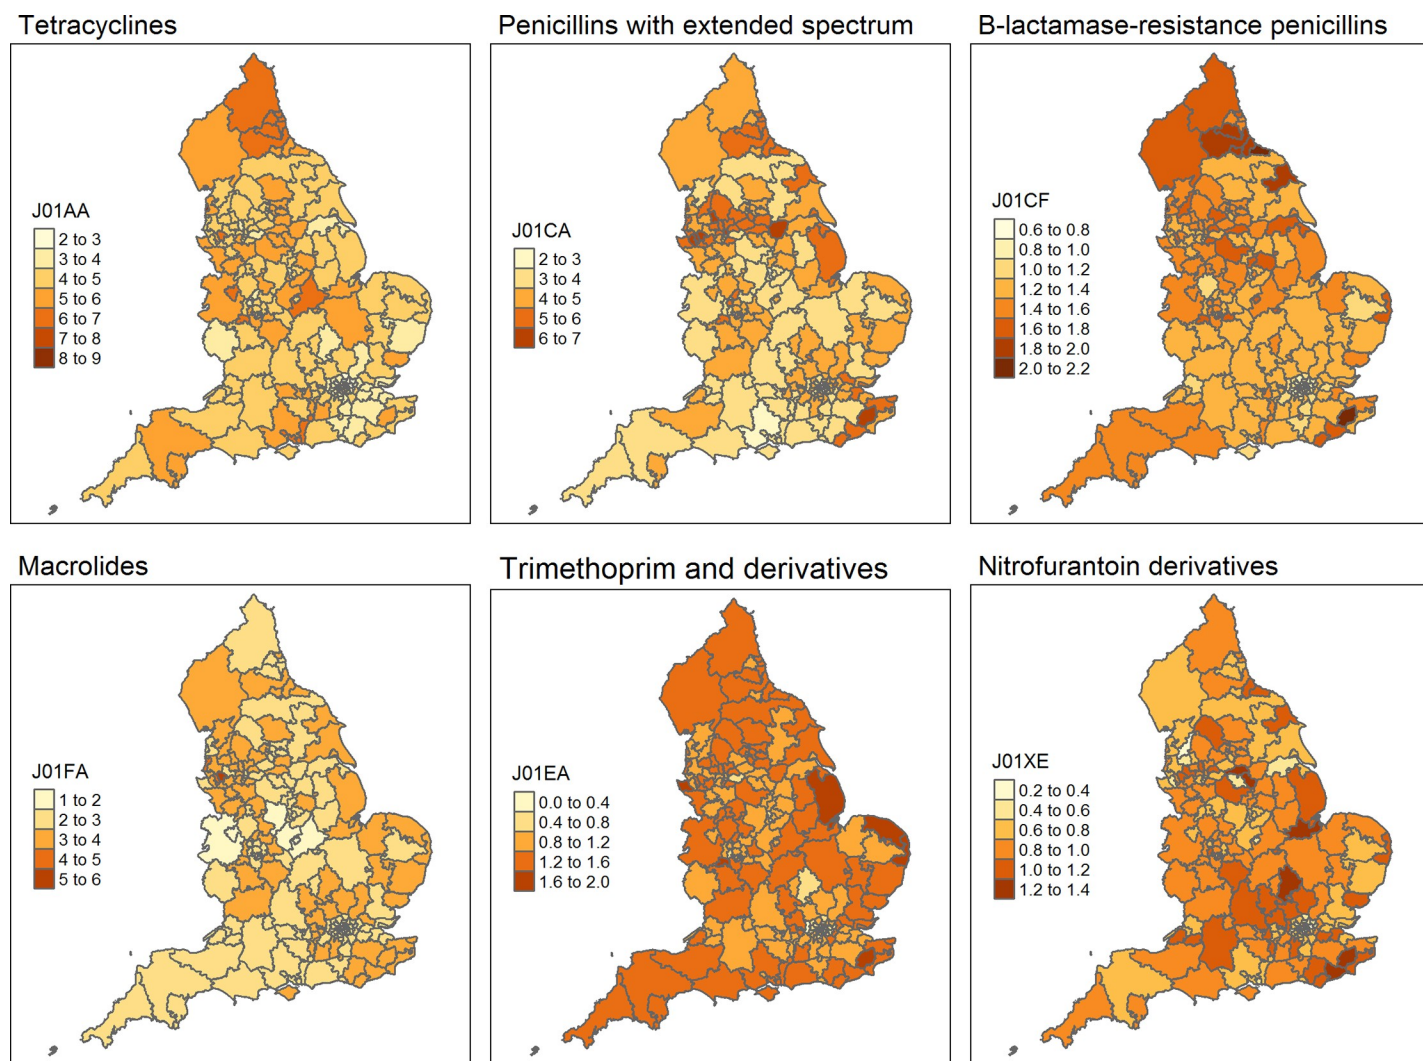 Tetracyclines
Penicillins with extended spectrum
B-lactamase-resistance penicillins
J01AA
2 to 3
3 to 4
4 to 5
5 to 6
6 to 7
7 to 8
8 to 9
J01CA
2 to 3
3 to 4
4 to 5
5 to 6
6 to 7
J01CF
0.6 to 0.8
0.8 to 1.0
1.0 to 1.2
1.2 to 1.4
1.4 to 1.6
1.6 to 1.8
1.8 to 2.0
2.0 to 2.2
Macrolides
Trimethoprim and derivatives
Nitrofurantoin derivatives
J01FA
1 to 2
2 to 3
3 to 4
4 to 5
5 to 6
J01EA
0.0 to 0.4
0.4 to 0.8
0.8 to 1.2
1.2 to 1.6
1.6 to 2.0
J01XE
0.2 to 0.4
0.4 to 0.6
0.6 to 0.8
0.8 to 1.0
1.0 to 1.2
1.2 to 1.4